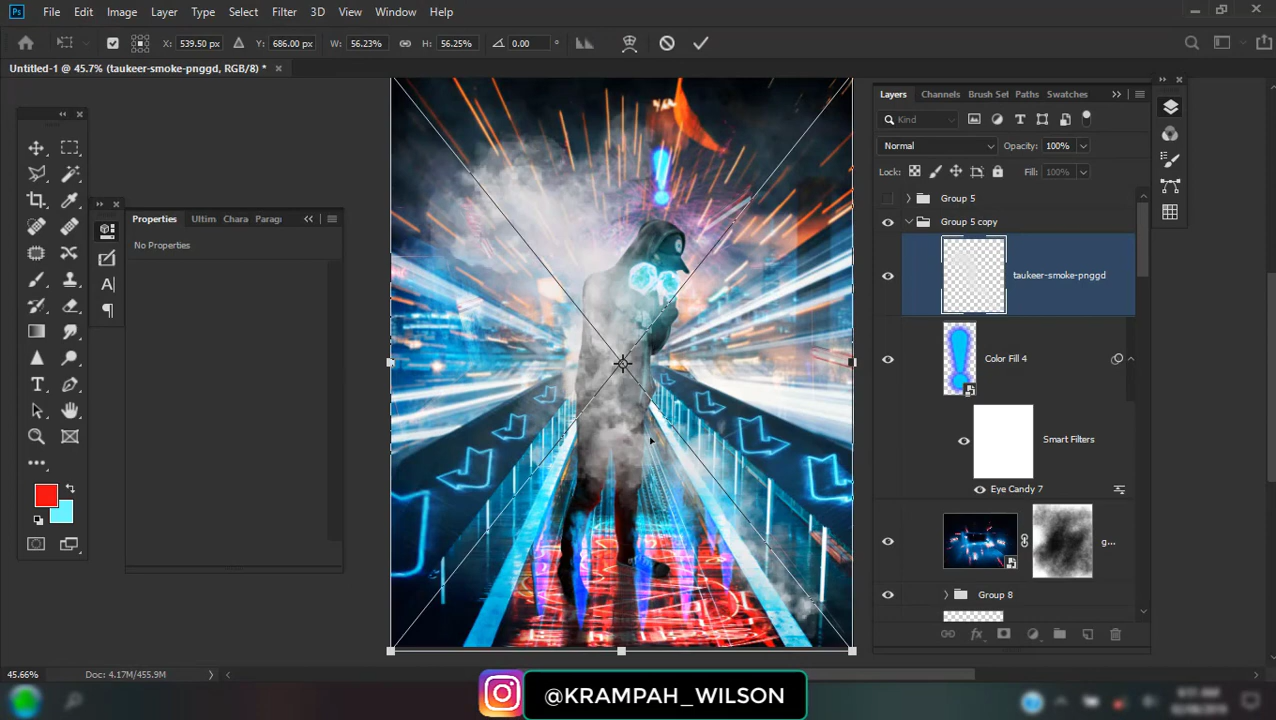 Ps File Edit Image Layer Type Select Filter 3D View Window Help
X: 539.50 px Y: 686.00 px W: 56.23% H: 56.25% 0.00 °
Untitled-1 @ 45.7% (taukeer-smoke-pnggd, RGB/8) * ×
Properties Ultim Chara Paragr
No Properties
Layers Channels Brush Set Paths Swatches
Kind
Normal Opacity: 100%
Lock: Fill: 100%
Group 5
Group 5 copy
taukeer-smoke-pnggd
Color Fill 4
Smart Filters
Eye Candy 7
g...
Group 8
45.66% Doc: 4.17M/455.9M
@KRAMPAH_WILSON